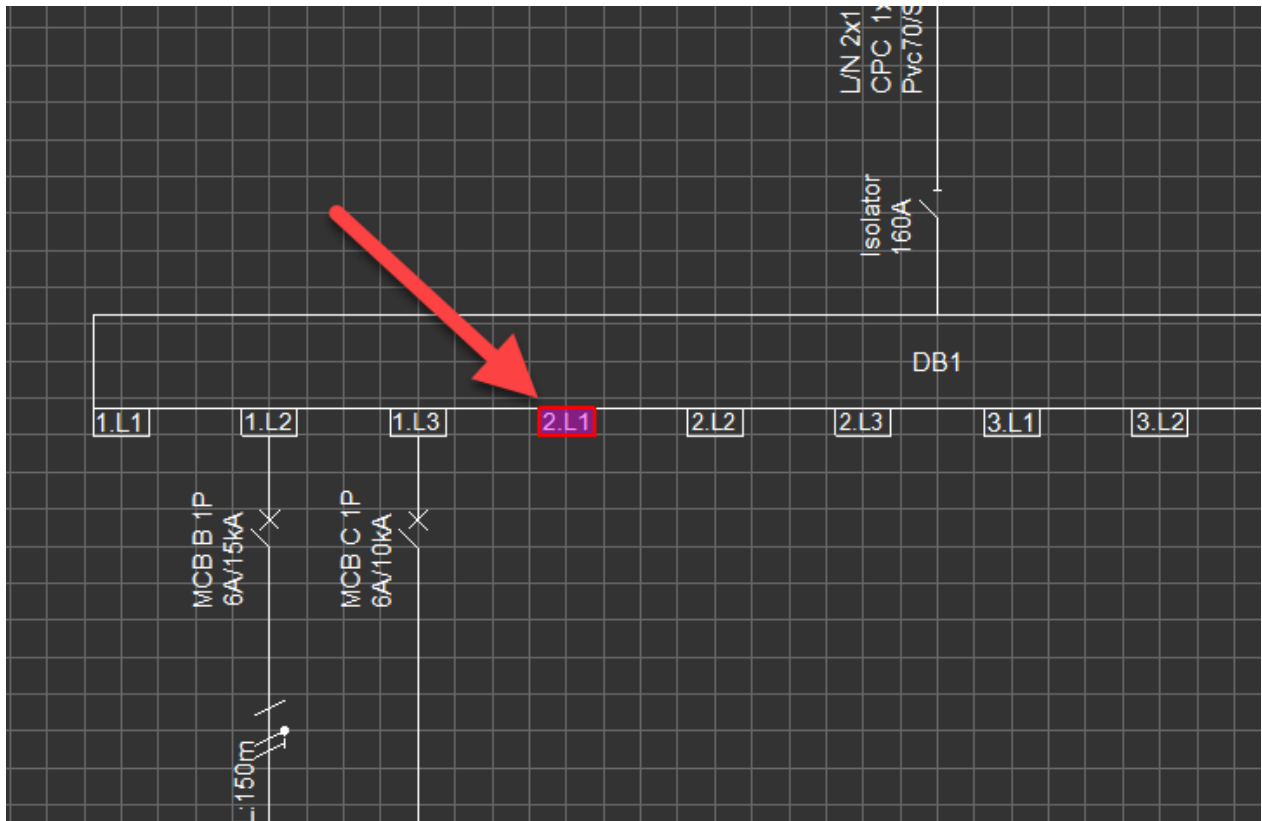 L/N 2x1
CPC 1x
Pvc70/S
Isolator
160A
DB1
1.L1
1.L2
1.L3
2.L1
2.L2
2.L3
3.L1
3.L2
MCB B 1P
6A/15kA
MCB C 1P
6A/10kA
:150m